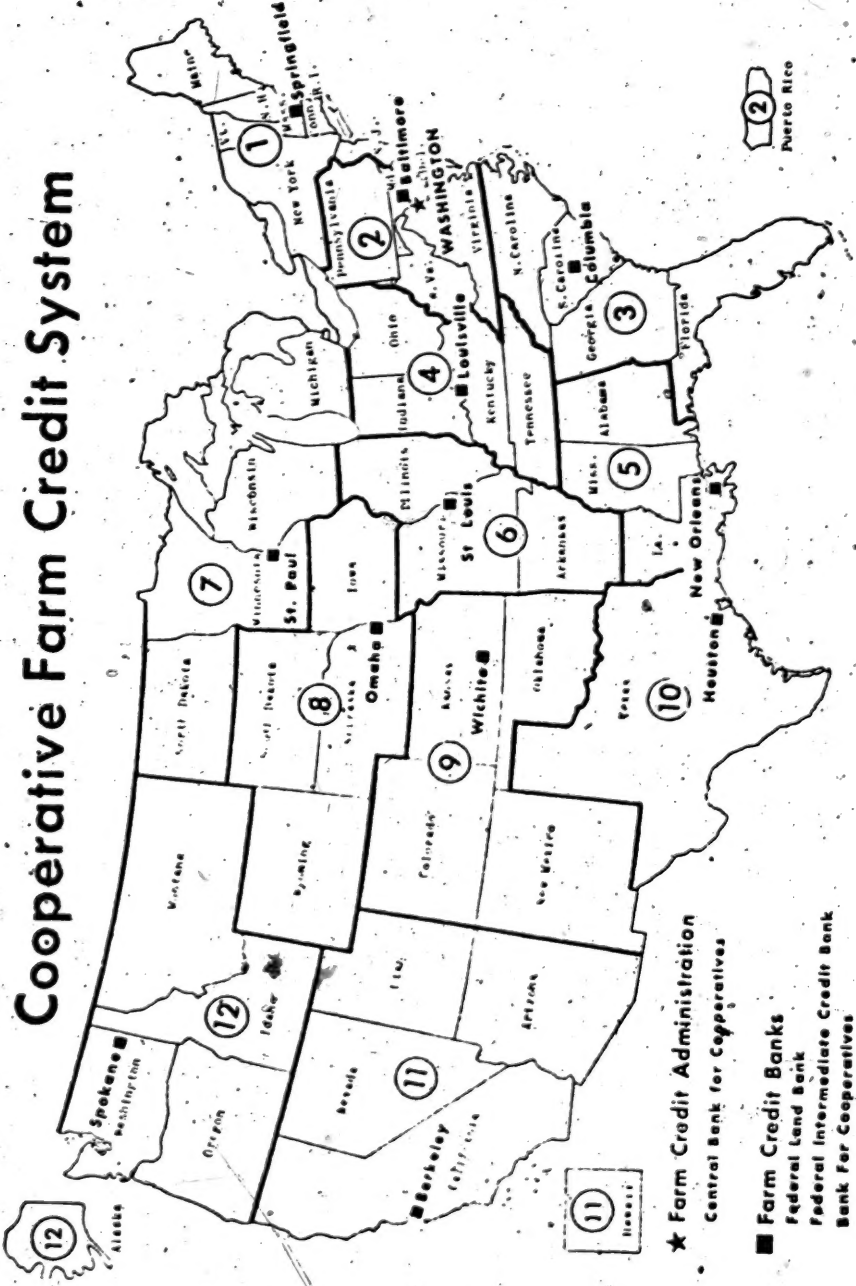 Cooperative Farm Credit System
12
Alaska
Spokane
Washington
Oregon
12
Idaho
Montana
Wyoming
North Dakota
South Dakota
8
Nebraska
Omaha
7
Minnesota
St. Paul
Wisconsin
Michigan
Iowa
Illinois
Indiana
Ohio
4
Louisville
Kentucky
Tennessee
Maine
Vt.
N.H.
Mass.
Springfield
Conn.
R.I.
1
New York
Pennsylvania
2
N.J.
Baltimore
WASHINGTON
W. Va.
Virginia
N. Carolina
S. Carolina
Columbia
Georgia
3
Florida
Alabama
Miss.
5
La.
New Orleans
Missouri
St Louis
6
Arkansas
Kansas
Wichita
9
Colorado
Oklahoma
New Mexico
Texas
10
Houston
Nevada
11
Berkeley
California
Arizona
11
Hawaii
2
Puerto Rico
★ Farm Credit Administration
Central Bank for Cooperatives
■ Farm Credit Banks
Federal Land Bank
Federal Intermediate Credit Bank
Bank For Cooperatives